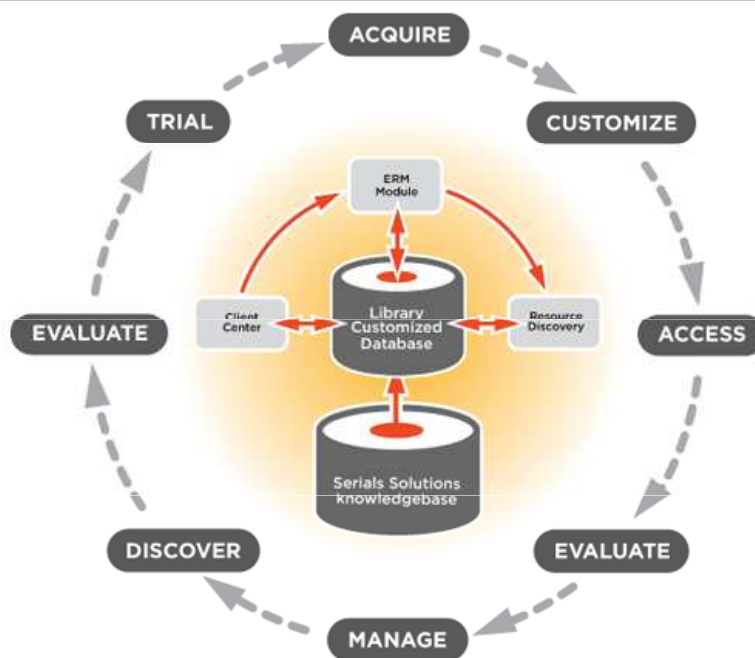 ACQUIRE
TRIAL
CUSTOMIZE
ERM
Module
Client
Center
Library
Customized
Database
Resource
Discovery
EVALUATE
ACCESS
Serials Solutions
knowledgebase
DISCOVER
EVALUATE
MANAGE